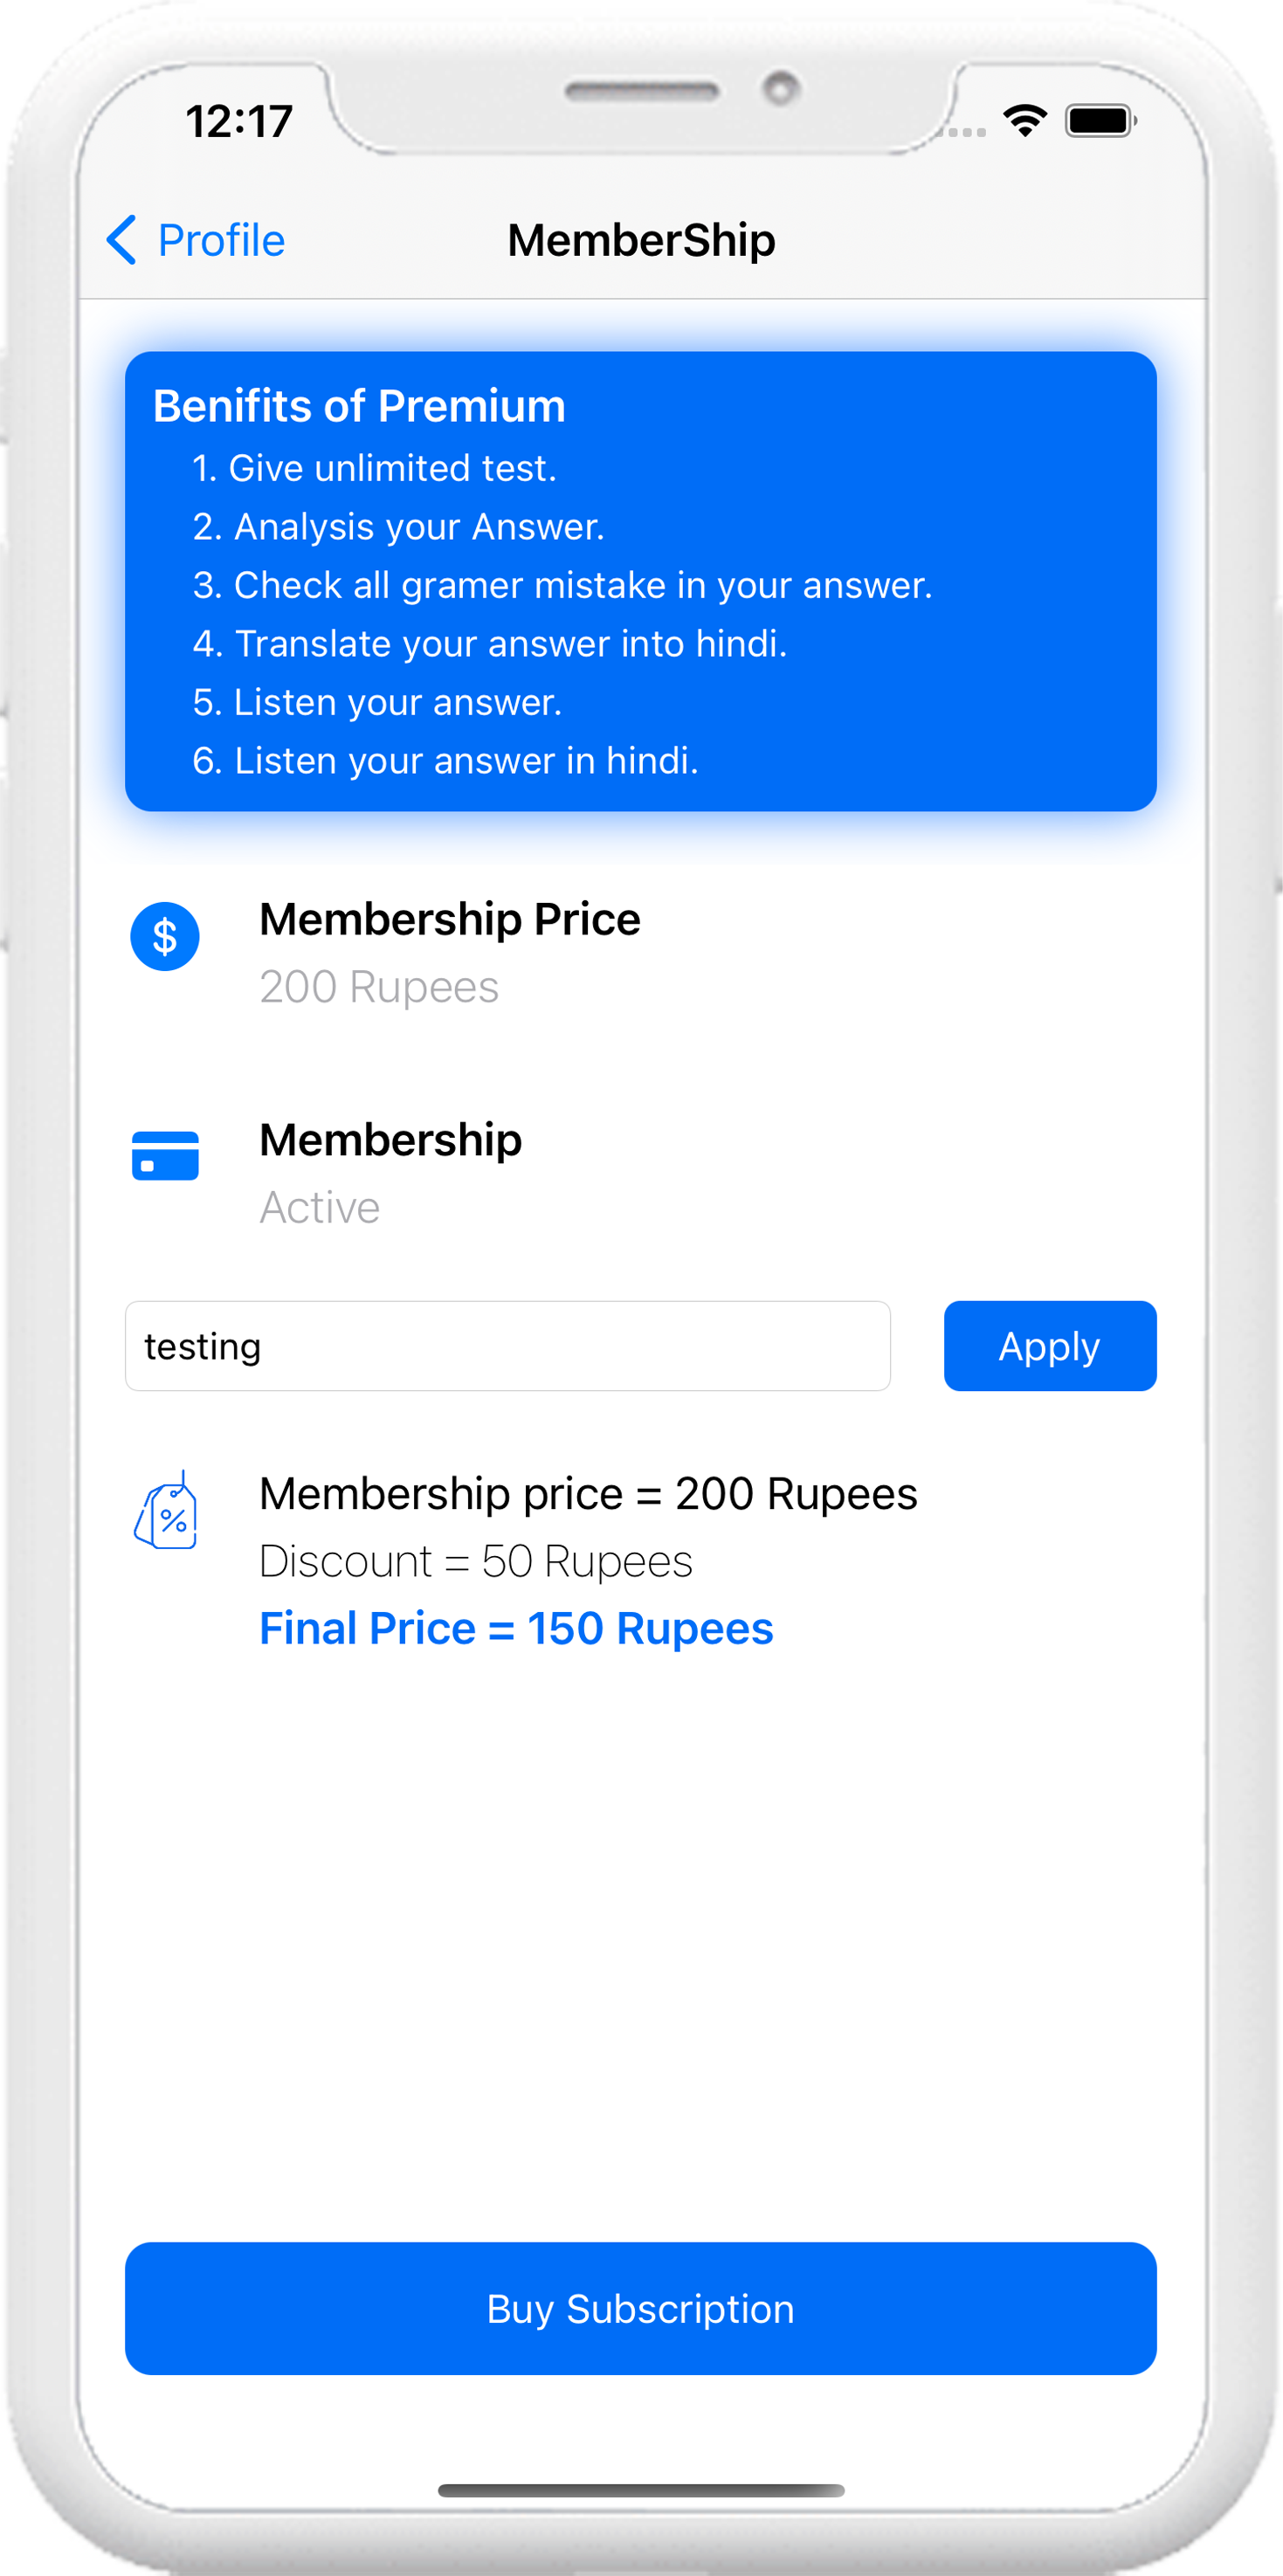 12:17
Profile
MemberShip
Benifits of Premium
1. Give unlimited test.
2. Analysis your Answer.
3. Check all gramer mistake in your answer.
4. Translate your answer into hindi.
5. Listen your answer.
6. Listen your answer in hindi.
$
Membership Price
200 Rupees
Membership
Active
testing
Apply
%
Membership price = 200 Rupees
Discount = 50 Rupees
Final Price = 150 Rupees
Buy Subscription